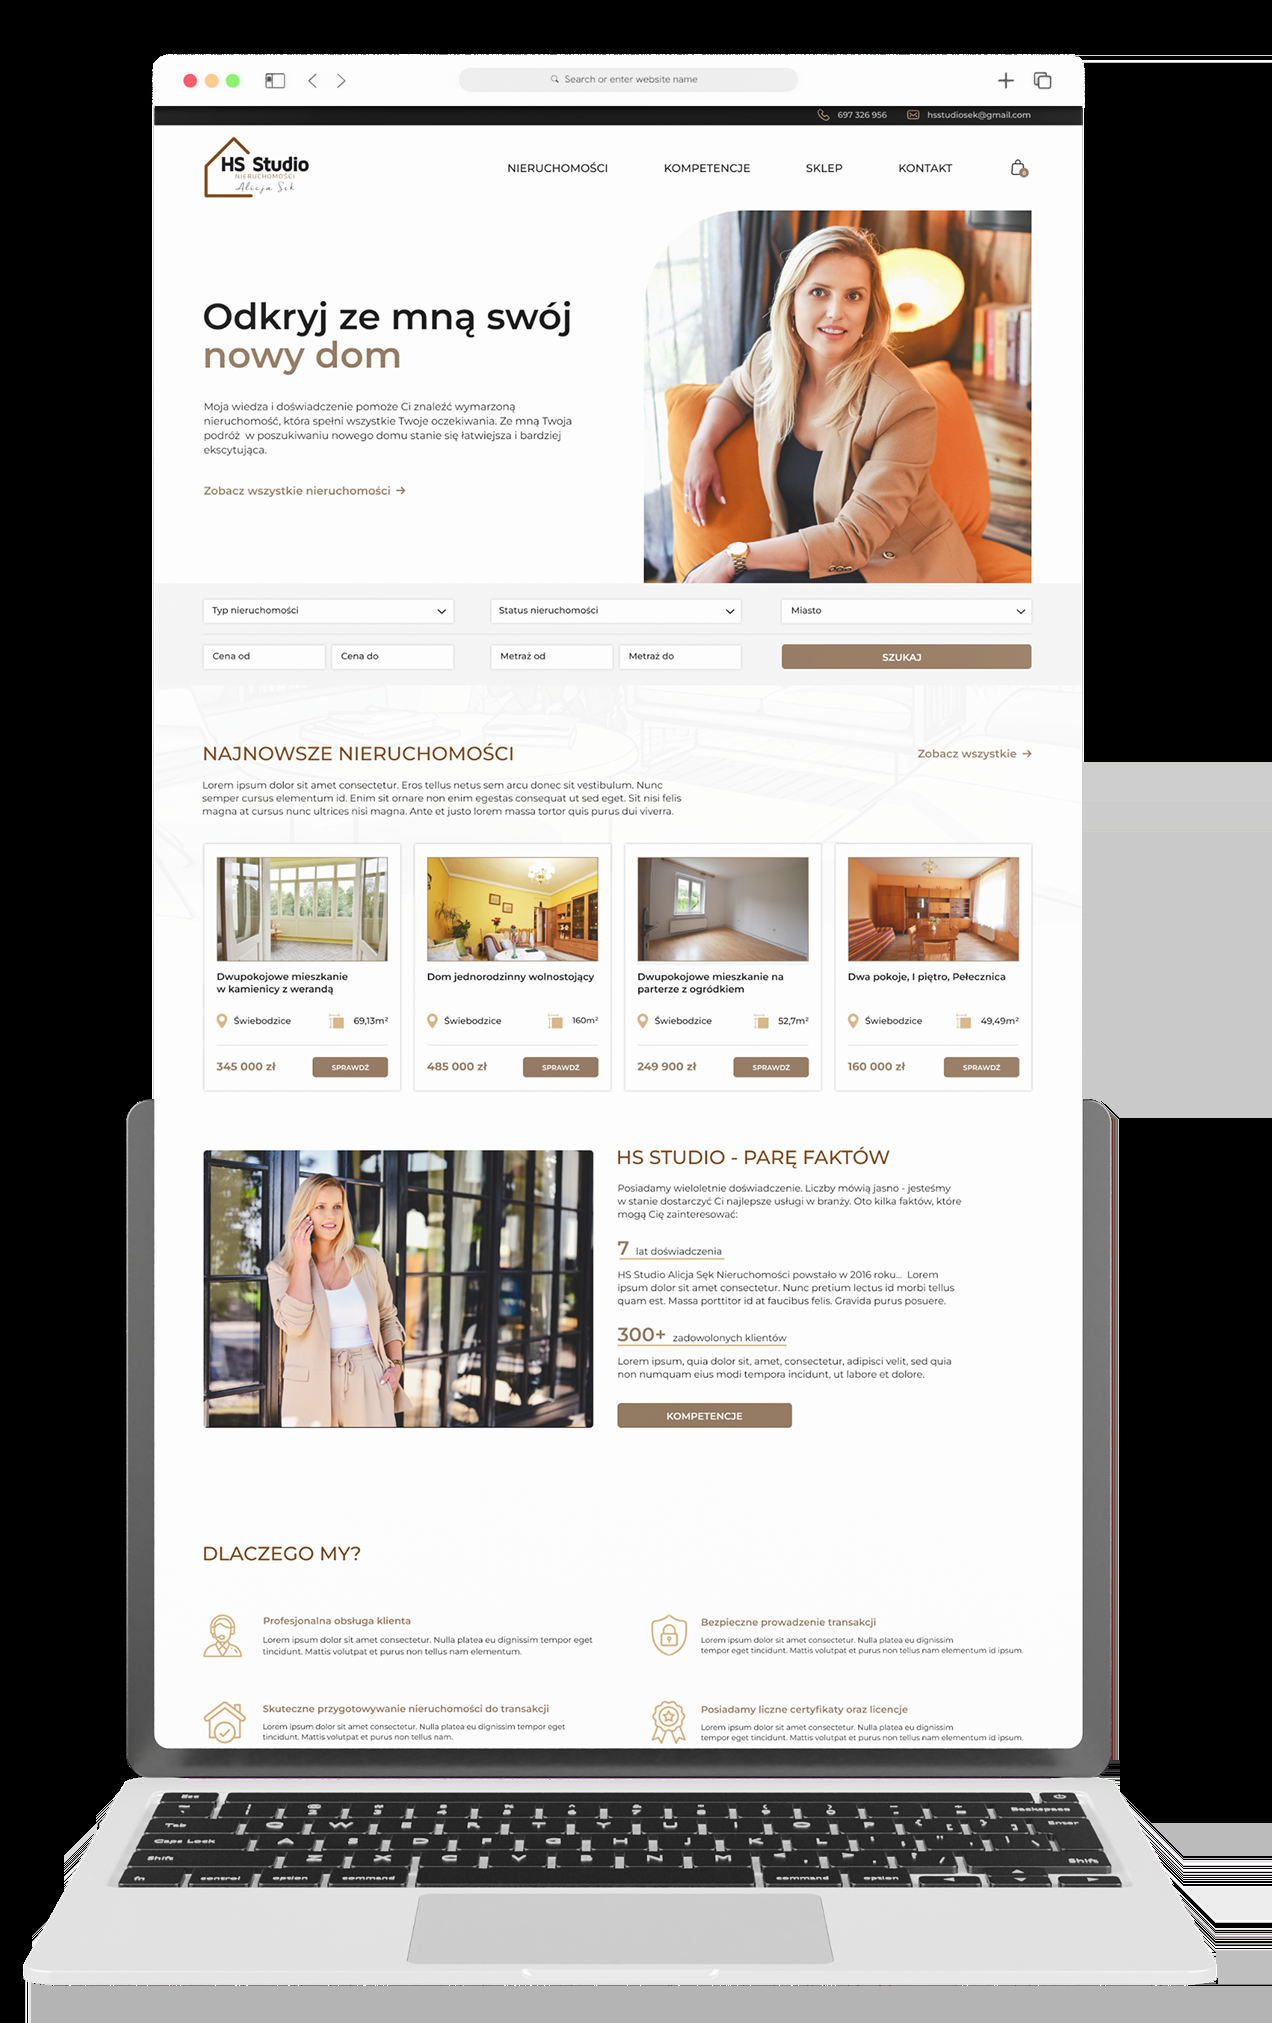 Search or enter website name
697 326 956 hsstudiosek@gmail.com
HS Studio
NIERUCHOMOŚCI
Alicja Sęk
NIERUCHOMOŚCI KOMPETENCJE SKLEP KONTAKT
0
Odkryj ze mną swój
nowy dom
Moja wiedza i doświadczenie pomoże Ci znaleźć wymarzoną
nieruchomość, która spełni wszystkie Twoje oczekiwania. Ze mną Twoja
podróż w poszukiwaniu nowego domu stanie się łatwiejsza i bardziej
ekscytująca.
Zobacz wszystkie nieruchomości →
Typ nieruchomości Status nieruchomości Miasto
Cena od Cena do Metraż od Metraż do SZUKAJ
NAJNOWSZE NIERUCHOMOŚCI Zobacz wszystkie →
Lorem ipsum dolor sit amet consectetur. Eros tellus netus sem arcu donec sit vestibulum. Nunc
semper cursus elementum id. Enim sit ornare non enim egestas consequat ut sed eget. Sit nisi felis
magna at cursus nunc ultrices nisi magna. Ante et justo lorem massa tortor quis purus dui viverra.
Dwupokojowe mieszkanie
w kamienicy z werandą
Świebodzice 69,13m²
345 000 zł SPRAWDŹ
Dom jednorodzinny wolnostojący
Świebodzice 160m²
485 000 zł SPRAWDŹ
Dwupokojowe mieszkanie na
parterze z ogródkiem
Świebodzice 52,7m²
249 900 zł SPRAWDŹ
Dwa pokoje, I piętro, Pełecznica
Świebodzice 49,49m²
160 000 zł SPRAWDŹ
HS STUDIO - PARĘ FAKTÓW
Posiadamy wieloletnie doświadczenie. Liczby mówią jasno - jesteśmy
w stanie dostarczyć Ci najlepsze usługi w branży. Oto kilka faktów, które
mogą Cię zainteresować:
7 lat doświadczenia
HS Studio Alicja Sęk Nieruchomości powstało w 2016 roku... Lorem
ipsum dolor sit amet consectetur. Nunc pretium lectus id morbi tellus
quam est. Massa porttitor id at faucibus felis. Gravida purus posuere.
300+ zadowolonych klientów
Lorem ipsum, quia dolor sit, amet, consectetur, adipisci velit, sed quia
non numquam eius modi tempora incidunt, ut labore et dolore.
KOMPETENCJE
DLACZEGO MY?
Profesjonalna obsługa klienta
Lorem ipsum dolor sit amet consectetur. Nulla platea eu dignissim tempor eget
tincidunt. Mattis volutpat et purus non tellus nam elementum.
Bezpieczne prowadzenie transakcji
Lorem ipsum dolor sit amet consectetur. Nulla platea eu dignissim
tempor eget tincidunt. Mattis volutpat et purus non tellus nam elementum id ipsum.
Skuteczne przygotowywanie nieruchomości do transakcji
Lorem ipsum dolor sit amet consectetur. Nulla platea eu dignissim tempor eget
tincidunt. Mattis volutpat et purus non tellus nam.
Posiadamy liczne certyfikaty oraz licencje
Lorem ipsum dolor sit amet consectetur. Nulla platea eu dignissim
tempor eget tincidunt. Mattis volutpat et purus non tellus nam elementum id ipsum.
Backspace
Tab Q W E R T Y U I O P Enter
Caps Lock A S D F G H J K L
Shift Z X C V B N M Shift
fn control option command command option